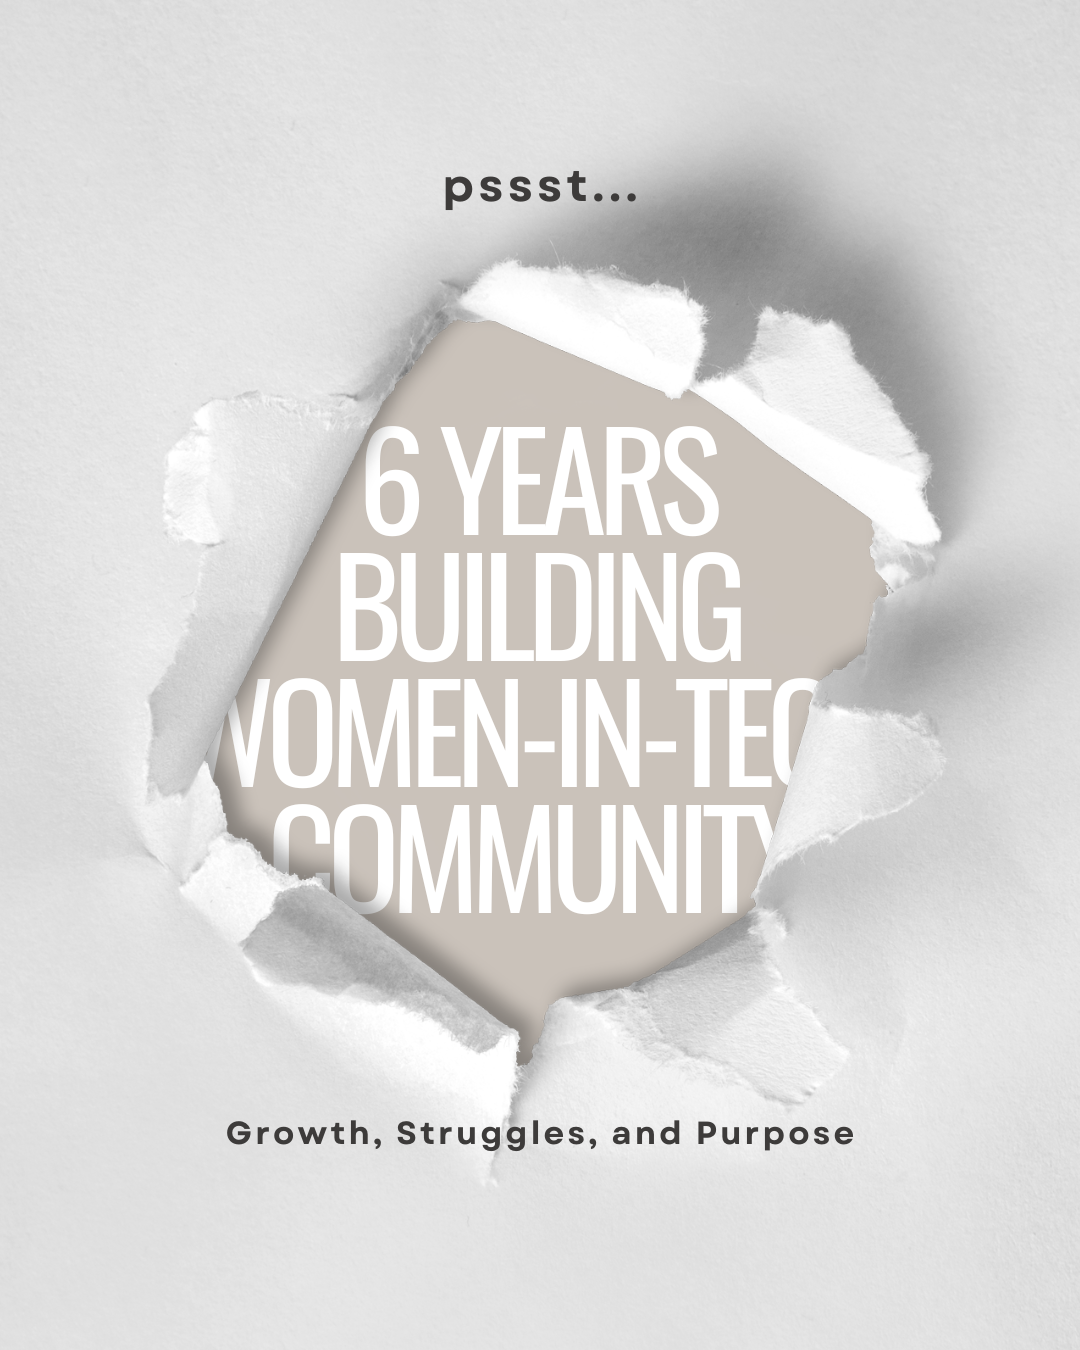 pssst...
6 YEARS
BUILDING
WOMEN-IN-TEC
COMMUNITY
Growth, Struggles, and Purpose